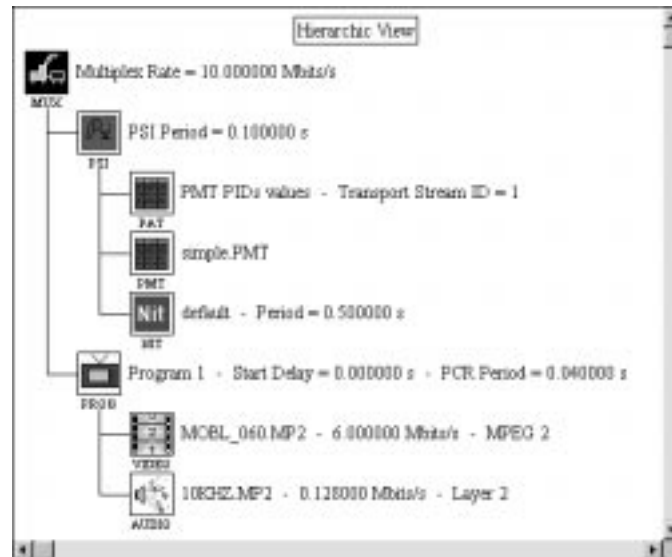 Hierarchic View
Multiplex Rate = 10.000000 Mbits/s
MUX
PSI Period = 0.100000 s
PSI
PMT PIDs values - Transport Stream ID = 1
PAT
simple.PMT
PMT
Nit
default - Period = 0.500000 s
NIT
Program 1 - Start Delay = 0.000000 s - PCR Period = 0.040000 s
PROG
MOBL_060.MP2 - 6.000000 Mbits/s - MPEG 2
VIDEO
10KHZ.MP2 - 0.128000 Mbits/s - Layer 2
AUDIO